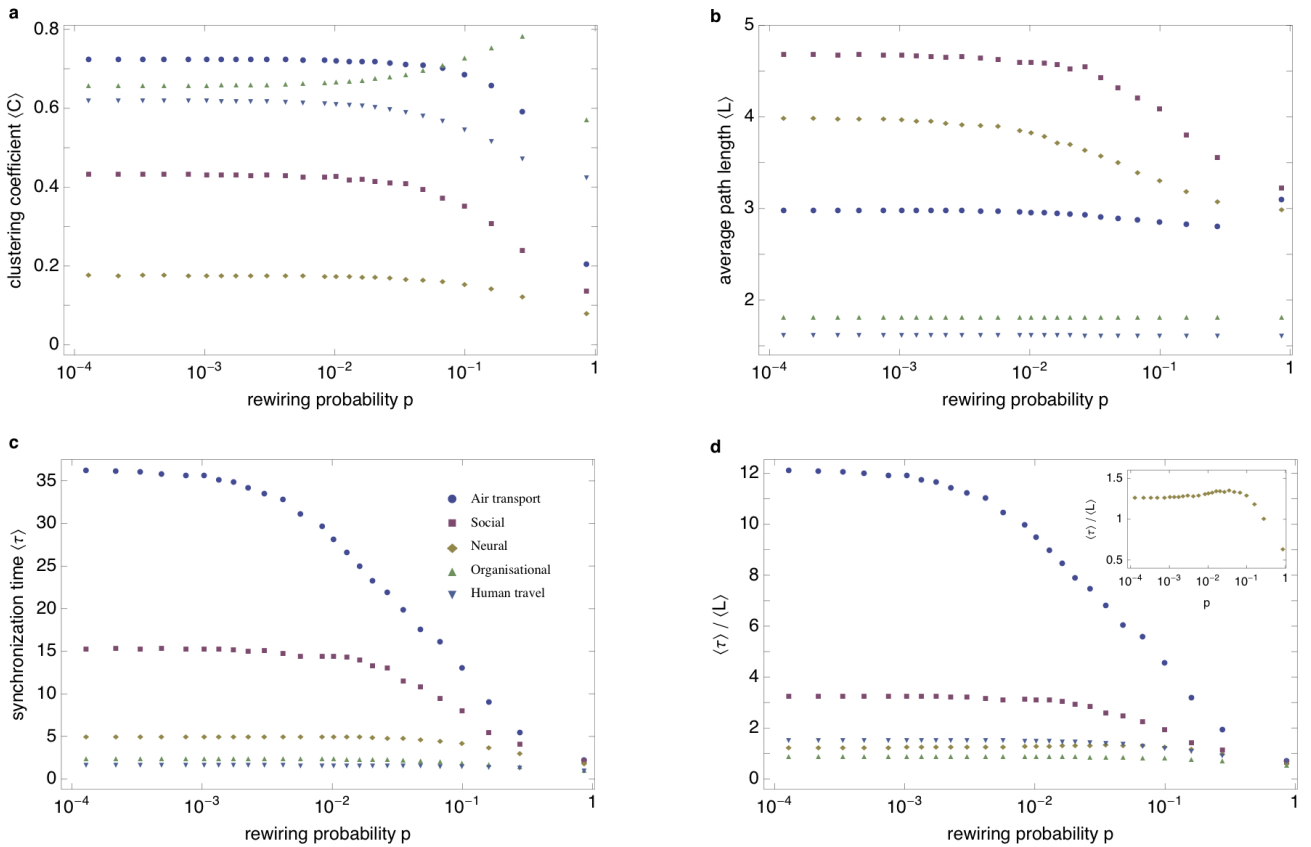 a
0.8
0.6
0.4
0.2
0
clustering coefficient ⟨C⟩
10⁻⁴ 10⁻³ 10⁻² 10⁻¹ 1
rewiring probability p
b
5
4
3
2
average path length ⟨L⟩
10⁻⁴ 10⁻³ 10⁻² 10⁻¹ 1
rewiring probability p
c
35
30
25
20
15
10
5
0
synchronization time ⟨τ⟩
Air transport
Social
Neural
Organisational
Human travel
10⁻⁴ 10⁻³ 10⁻² 10⁻¹ 1
rewiring probability p
d
12
10
8
6
4
2
0
⟨τ⟩ / ⟨L⟩
1.5
1
0.5
⟨τ⟩ / ⟨L⟩
10⁻⁴ 10⁻³ 10⁻² 10⁻¹ 1
p
10⁻⁴ 10⁻³ 10⁻² 10⁻¹ 1
rewiring probability p